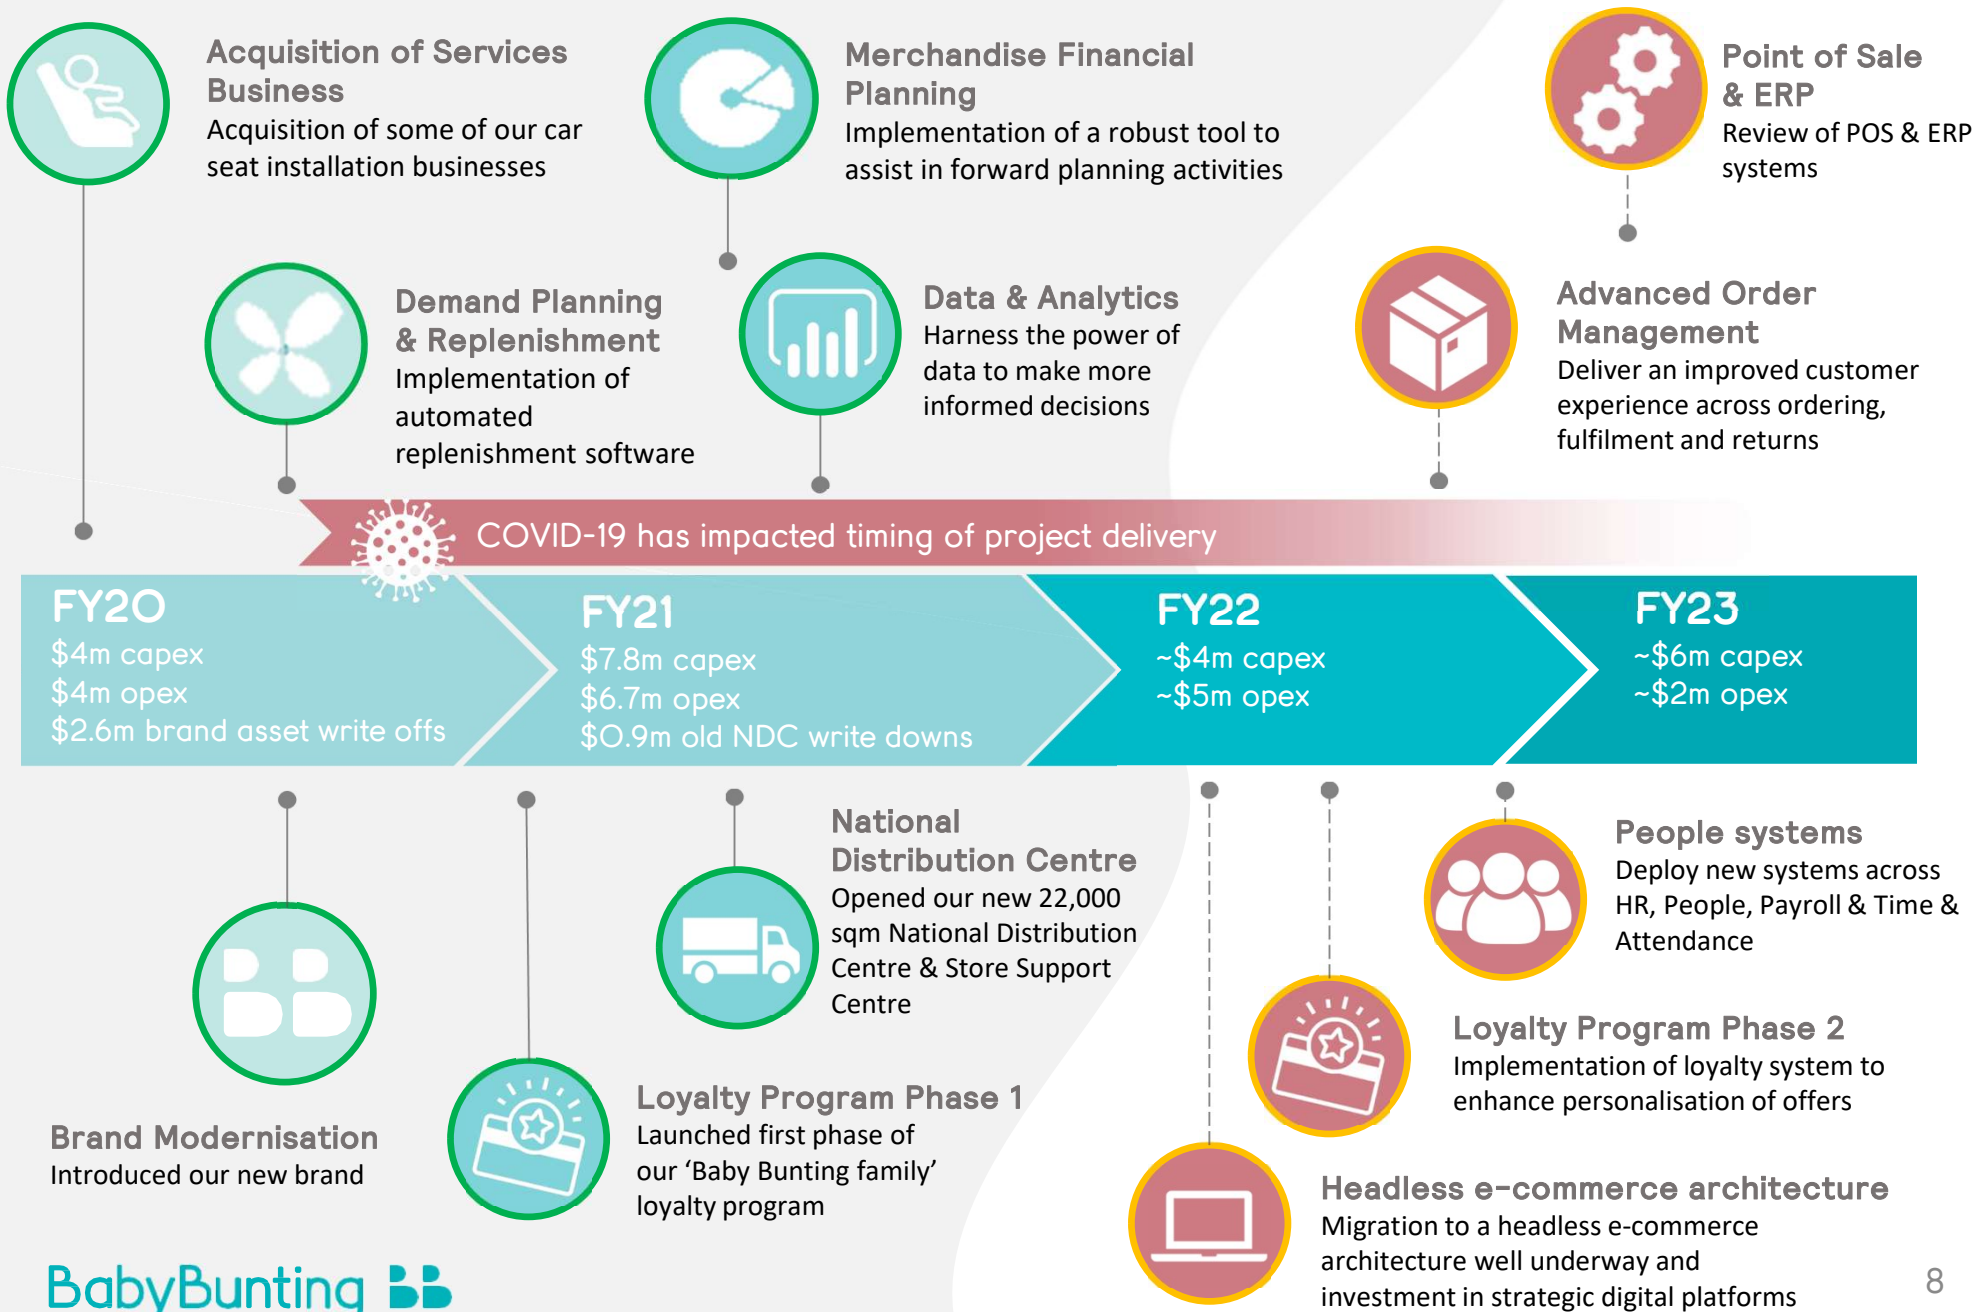 Acquisition of Services
Business
Acquisition of some of our car
seat installation businesses
Merchandise Financial
Planning
Implementation of a robust tool to
assist in forward planning activities
Point of Sale
& ERP
Review of POS & ERP
systems
Demand Planning
& Replenishment
Implementation of
automated
replenishment software
Data & Analytics
Harness the power of
data to make more
informed decisions
Advanced Order
Management
Deliver an improved customer
experience across ordering,
fulfilment and returns
COVID-19 has impacted timing of project delivery
FY20
$4m capex
$4m opex
$2.6m brand asset write offs
FY21
$7.8m capex
$6.7m opex
$0.9m old NDC write downs
FY22
~$4m capex
~$5m opex
FY23
~$6m capex
~$2m opex
Brand Modernisation
Introduced our new brand
Loyalty Program Phase 1
Launched first phase of
our ‘Baby Bunting family’
loyalty program
National
Distribution Centre
Opened our new 22,000
sqm National Distribution
Centre & Store Support
Centre
People systems
Deploy new systems across
HR, People, Payroll & Time &
Attendance
Loyalty Program Phase 2
Implementation of loyalty system to
enhance personalisation of offers
Headless e-commerce architecture
Migration to a headless e-commerce
architecture well underway and
investment in strategic digital platforms
BabyBunting BB
8